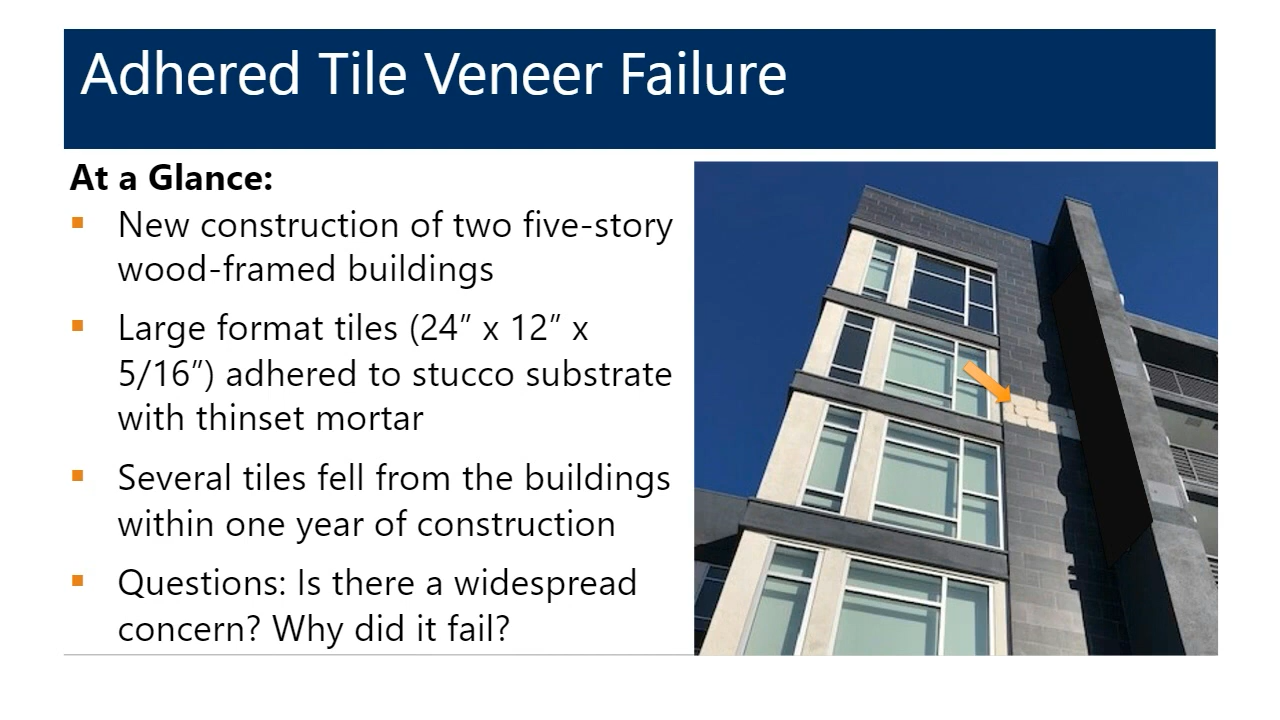 Adhered Tile Veneer Failure
At a Glance:
▪ New construction of two five-story
wood-framed buildings
▪ Large format tiles (24” x 12” x
5/16”) adhered to stucco substrate
with thinset mortar
▪ Several tiles fell from the buildings
within one year of construction
▪ Questions: Is there a widespread
concern? Why did it fail?